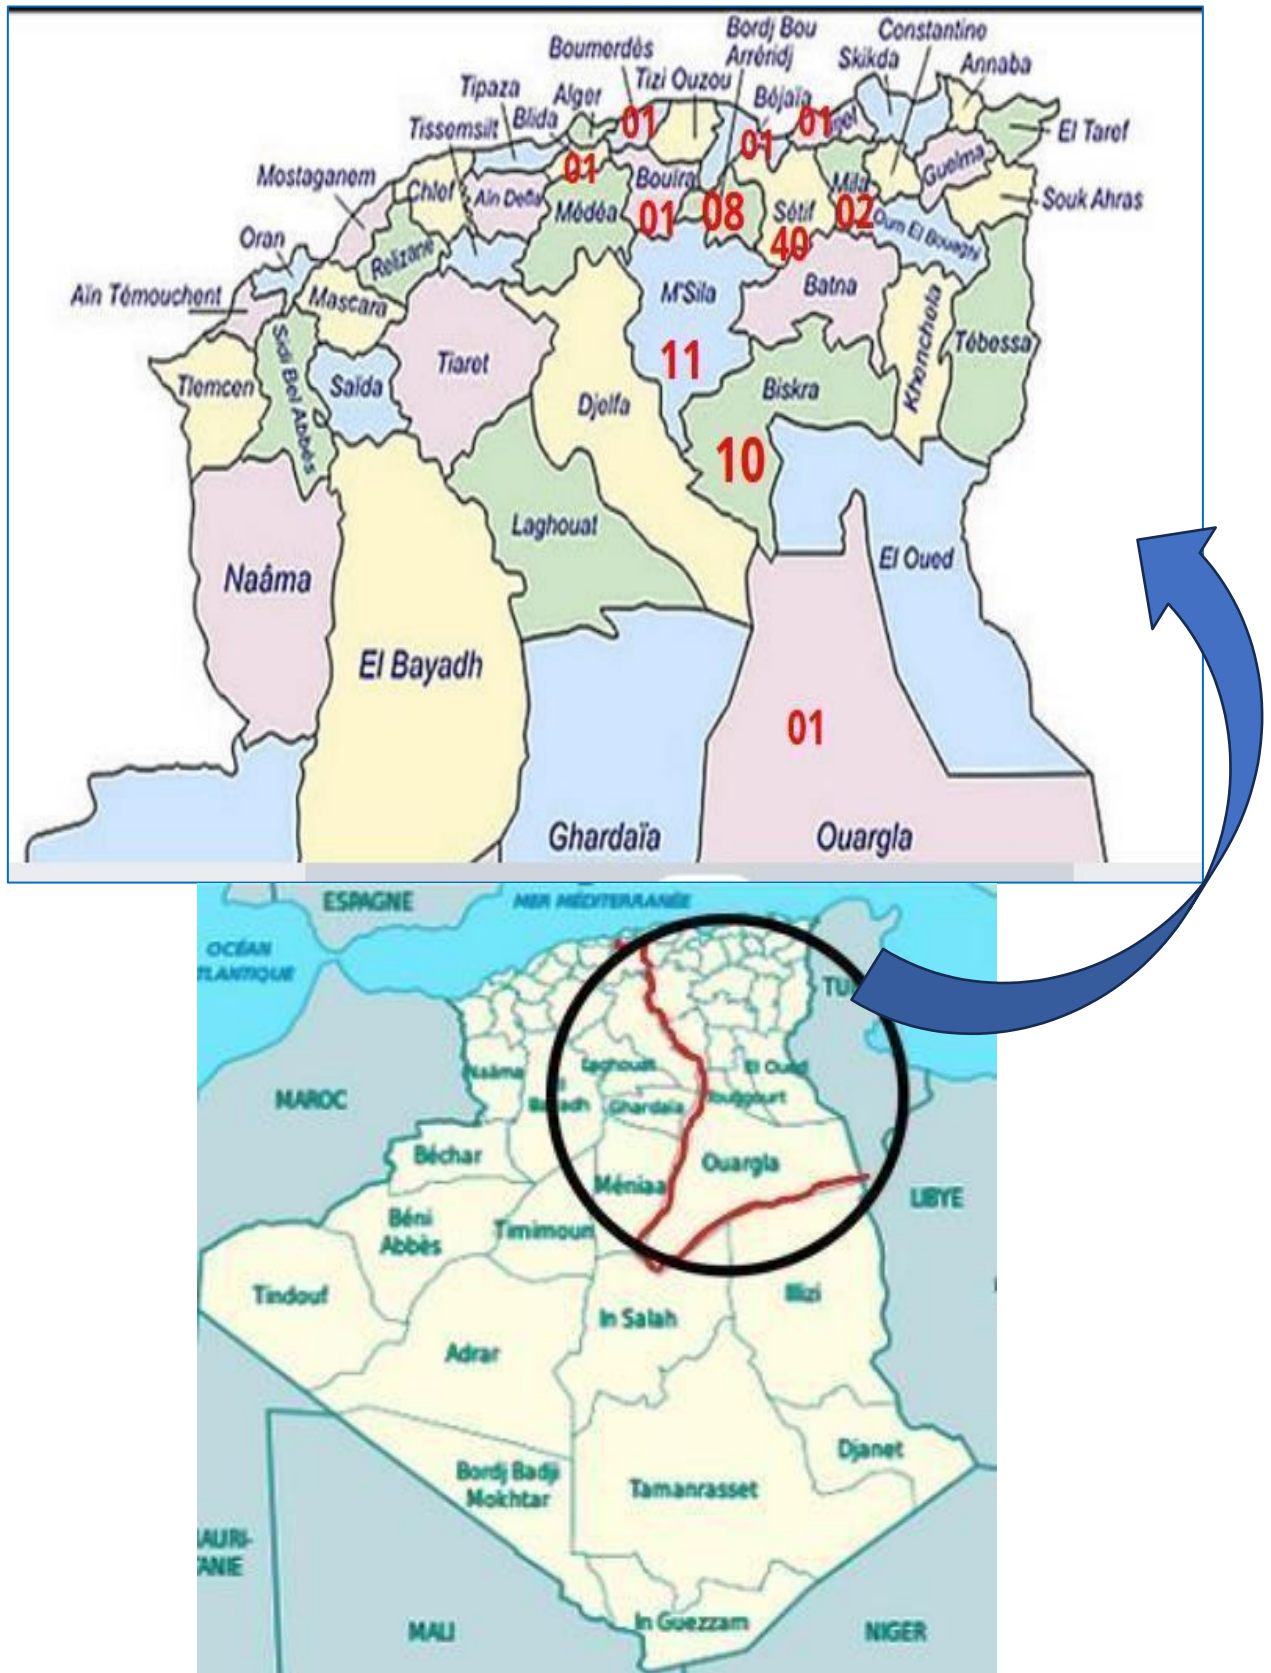 Bordj Bou
Arréridj
Constantine
Boumerdès
Tizi Ouzou
Skikda
Annaba
Tipaza
Alger
Béjaïa
Blida
Tissemsilt
01
01
01
El Taref
Mostaganem
Chlef
Aïn Defla
01
Bouira
Mila
Guelma
Médéa
01
08
Sétif
02
Souk Ahras
Oran
Relizane
40
Oum El Bouaghi
Aïn Témouchent
Mascara
M'Sila
Batna
Khenchela
Tébessa
Sidi Bel Abbès
Tlemcen
Saïda
Tiaret
11
Djelfa
Biskra
10
Laghouat
El Oued
Naâma
El Bayadh
01
Ghardaïa
Ouargla
ESPAGNE
MER MÉDITERRANÉE
OCÉAN
TLANTIQUE
TU
MAROC
Naâma
Laghouat
El Oued
Ghardaïa
Touggourt
Béchar
Ouargla
Méniaa
LIBYE
Béni
Abbès
Timimoun
Tindouf
In Salah
Illizi
Adrar
Djanet
Bordj Badji
Mokhtar
Tamanrasset
AURI-
ANIE
In Guezzam
MALI
NIGER